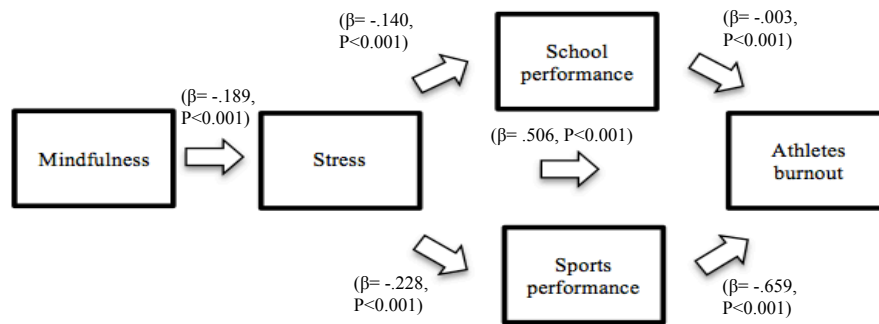 (β= -.140,
P<0.001)
School
performance
(β= -.003,
P<0.001)
(β= -.189,
P<0.001)
Mindfulness
Stress
(β= .506, P<0.001)
Athletes
burnout
(β= -.228,
P<0.001)
Sports
performance
(β= -.659,
P<0.001)